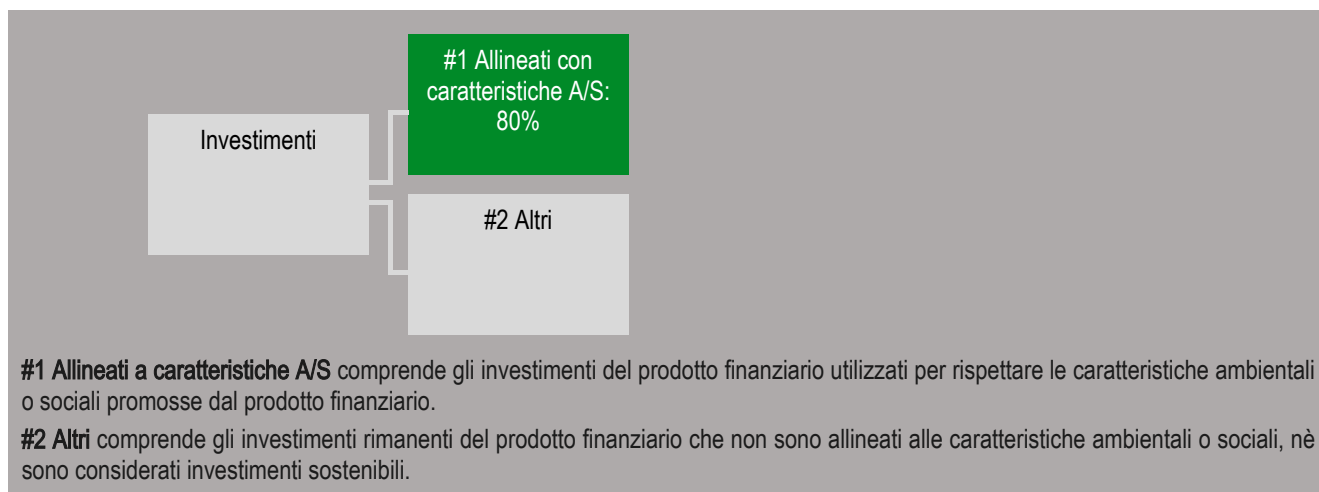 #1 Allineati con
caratteristiche A/S:
80%
Investimenti
#2 Altri
#1 Allineati a caratteristiche A/S comprende gli investimenti del prodotto finanziario utilizzati per rispettare le caratteristiche ambientali
o sociali promosse dal prodotto finanziario.
#2 Altri comprende gli investimenti rimanenti del prodotto finanziario che non sono allineati alle caratteristiche ambientali o sociali, nè
sono considerati investimenti sostenibili.